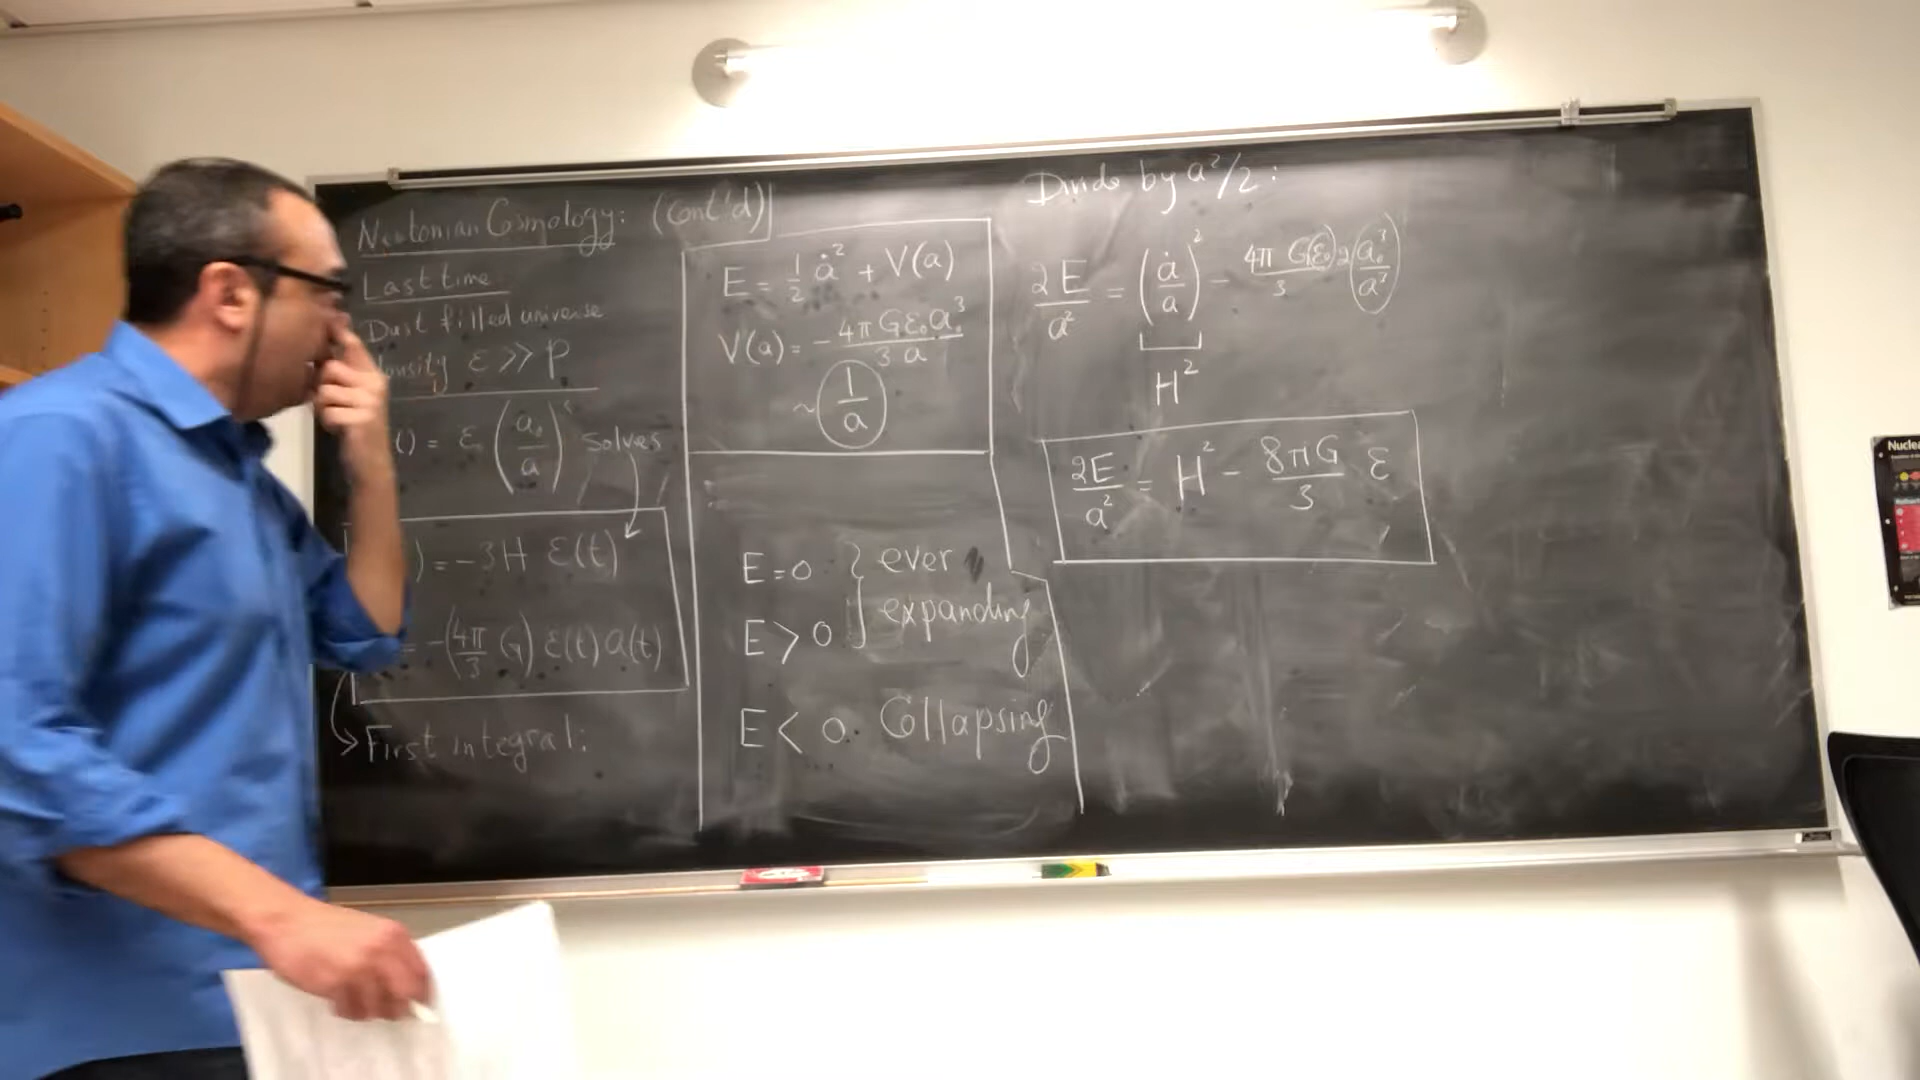 Newtonian Cosmology: (Cont'd)
Last time
Dust filled universe
ε >> p
) = ε (a₀/a) solves
) = -3H ε(t)
= -(4π/3 G) ε(t) a(t)
→ First integral:
E = 1/2 ȧ² + V(a)
V(a) = - 4πGε₀a₀³/3a
~ 1/a
E=0 } ever
E>0 expanding
E<0. Collapsing
Divide by a²/2:
2E/a² = (ȧ/a)² - 4π G(ε₀)/3 2 (a₀³/a³)
H²
2E/a² = H² - 8πG/3 ε
Nuclea